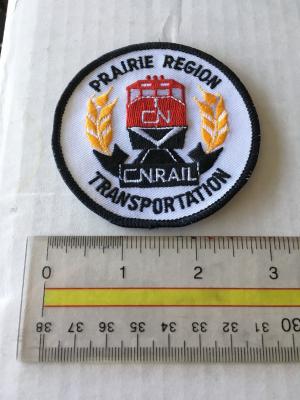 PRAIRIE REGION
CN
CNRAIL
TRANSPORTATION
0 1 2 3
38 37 36 35 34 33 32 31 30